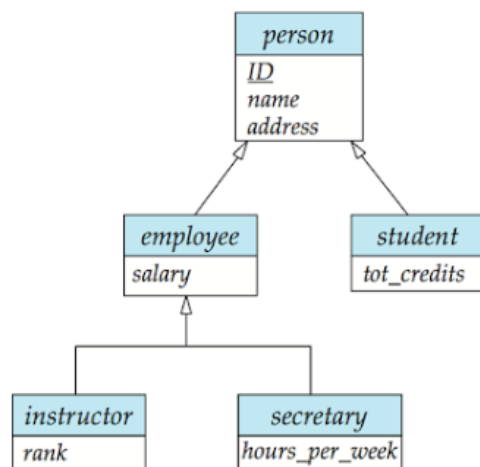 person
ID
name
address
employee
salary
student
tot_credits
instructor
rank
secretary
hours_per_week